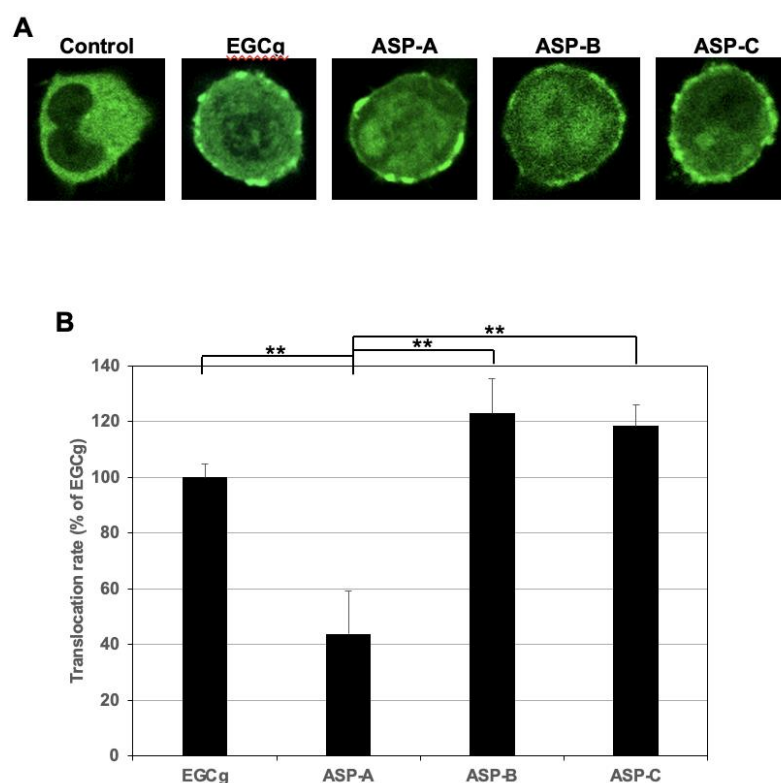 A
Control EGCg ASP-A ASP-B ASP-C
B
**
** **
140
120
100
80
60
40
20
0
Translocation rate (% of EGCg)
EGCg ASP-A ASP-B ASP-C